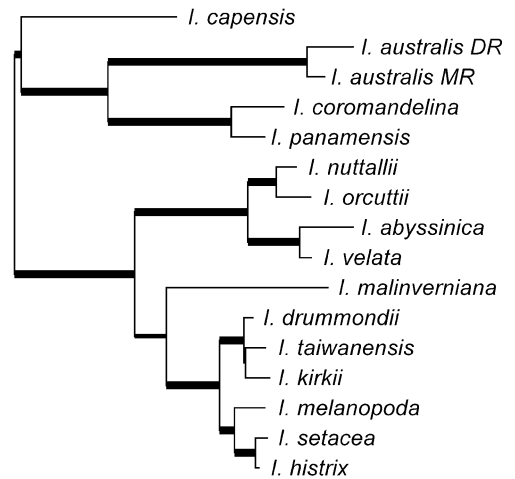 I. capensis
I. australis DR
I. australis MR
I. coromandelina
I. panamensis
I. nuttallii
I. orcuttii
I. abyssinica
I. velata
I. malinverniana
I. drummondii
I. taiwanensis
I. kirkii
I. melanopoda
I. setacea
I. histrix